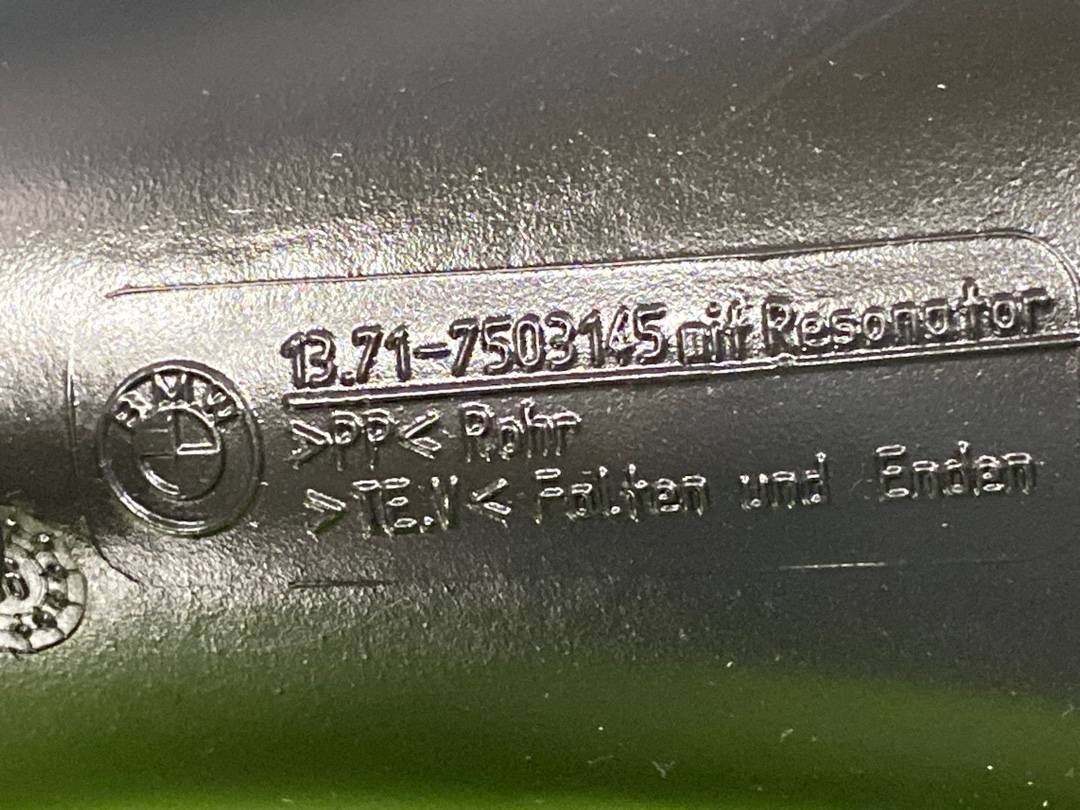 13.71-7503145 mit Resonator
BMW
>PP< Rohr
>TE.V< Falten und Enden